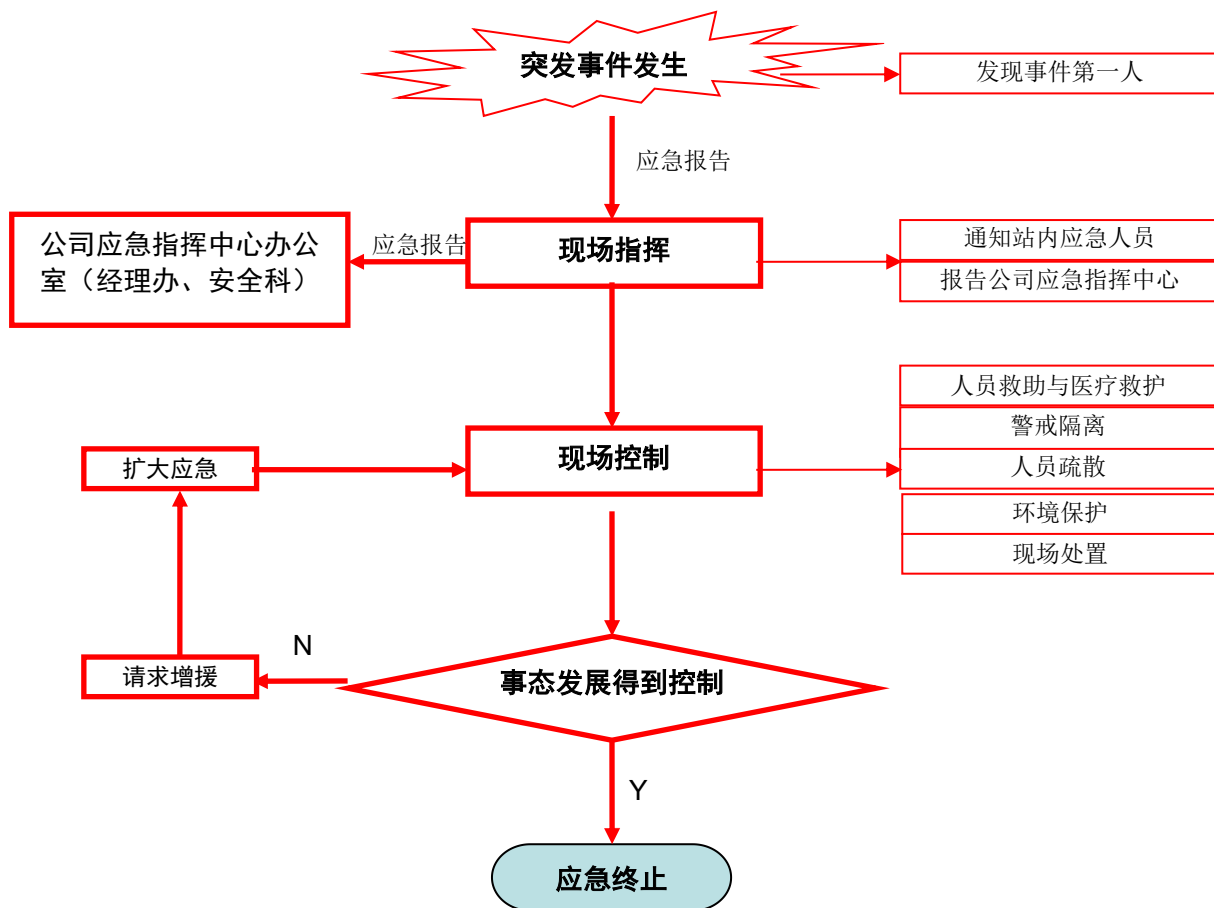 突发事件发生
发现事件第一人
应急报告
公司应急指挥中心办公
室（经理办、安全科）
应急报告
现场指挥
通知站内应急人员
报告公司应急指挥中心
人员救助与医疗救护
警戒隔离
人员疏散
环境保护
现场处置
扩大应急
现场控制
请求增援
N
事态发展得到控制
Y
应急终止